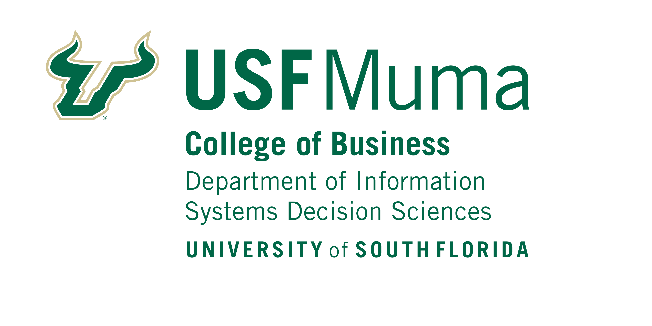 USF Muma
College of Business
Department of Information
Systems Decision Sciences
UNIVERSITY of SOUTH FLORIDA